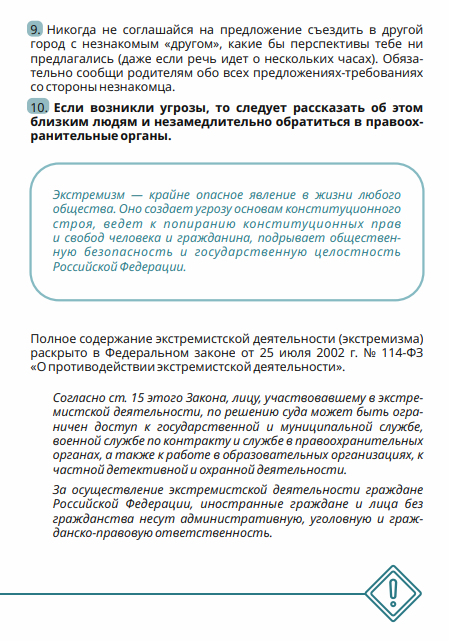 9. Никогда не соглашайся на предложение съездить в другой
город с незнакомым «другом», какие бы перспективы тебе ни
предлагались (даже если речь идет о нескольких часах). Обяза-
тельно сообщи родителям обо всех предложениях-требованиях
со стороны незнакомца.
10. Если возникли угрозы, то следует рассказать об этом
близким людям и незамедлительно обратиться в правоох-
ранительные органы.
Экстремизм — крайне опасное явление в жизни любого
общества. Оно создает угрозу основам конституционного
строя, ведет к попиранию конституционных прав
и свобод человека и гражданина, подрывает обществен-
ную безопасность и государственную целостность
Российской Федерации.
Полное содержание экстремистской деятельности (экстремизма)
раскрыто в Федеральном законе от 25 июля 2002 г. № 114-ФЗ
«О противодействии экстремистской деятельности».
Согласно ст. 15 этого Закона, лицу, участвовавшему в экстре-
мистской деятельности, по решению суда может быть огра-
ничен доступ к государственной и муниципальной службе,
военной службе по контракту и службе в правоохранительных
органах, а также к работе в образовательных организациях, к
частной детективной и охранной деятельности.
За осуществление экстремистской деятельности граждане
Российской Федерации, иностранные граждане и лица без
гражданства несут административную, уголовную и граж-
данско-правовую ответственность.
!